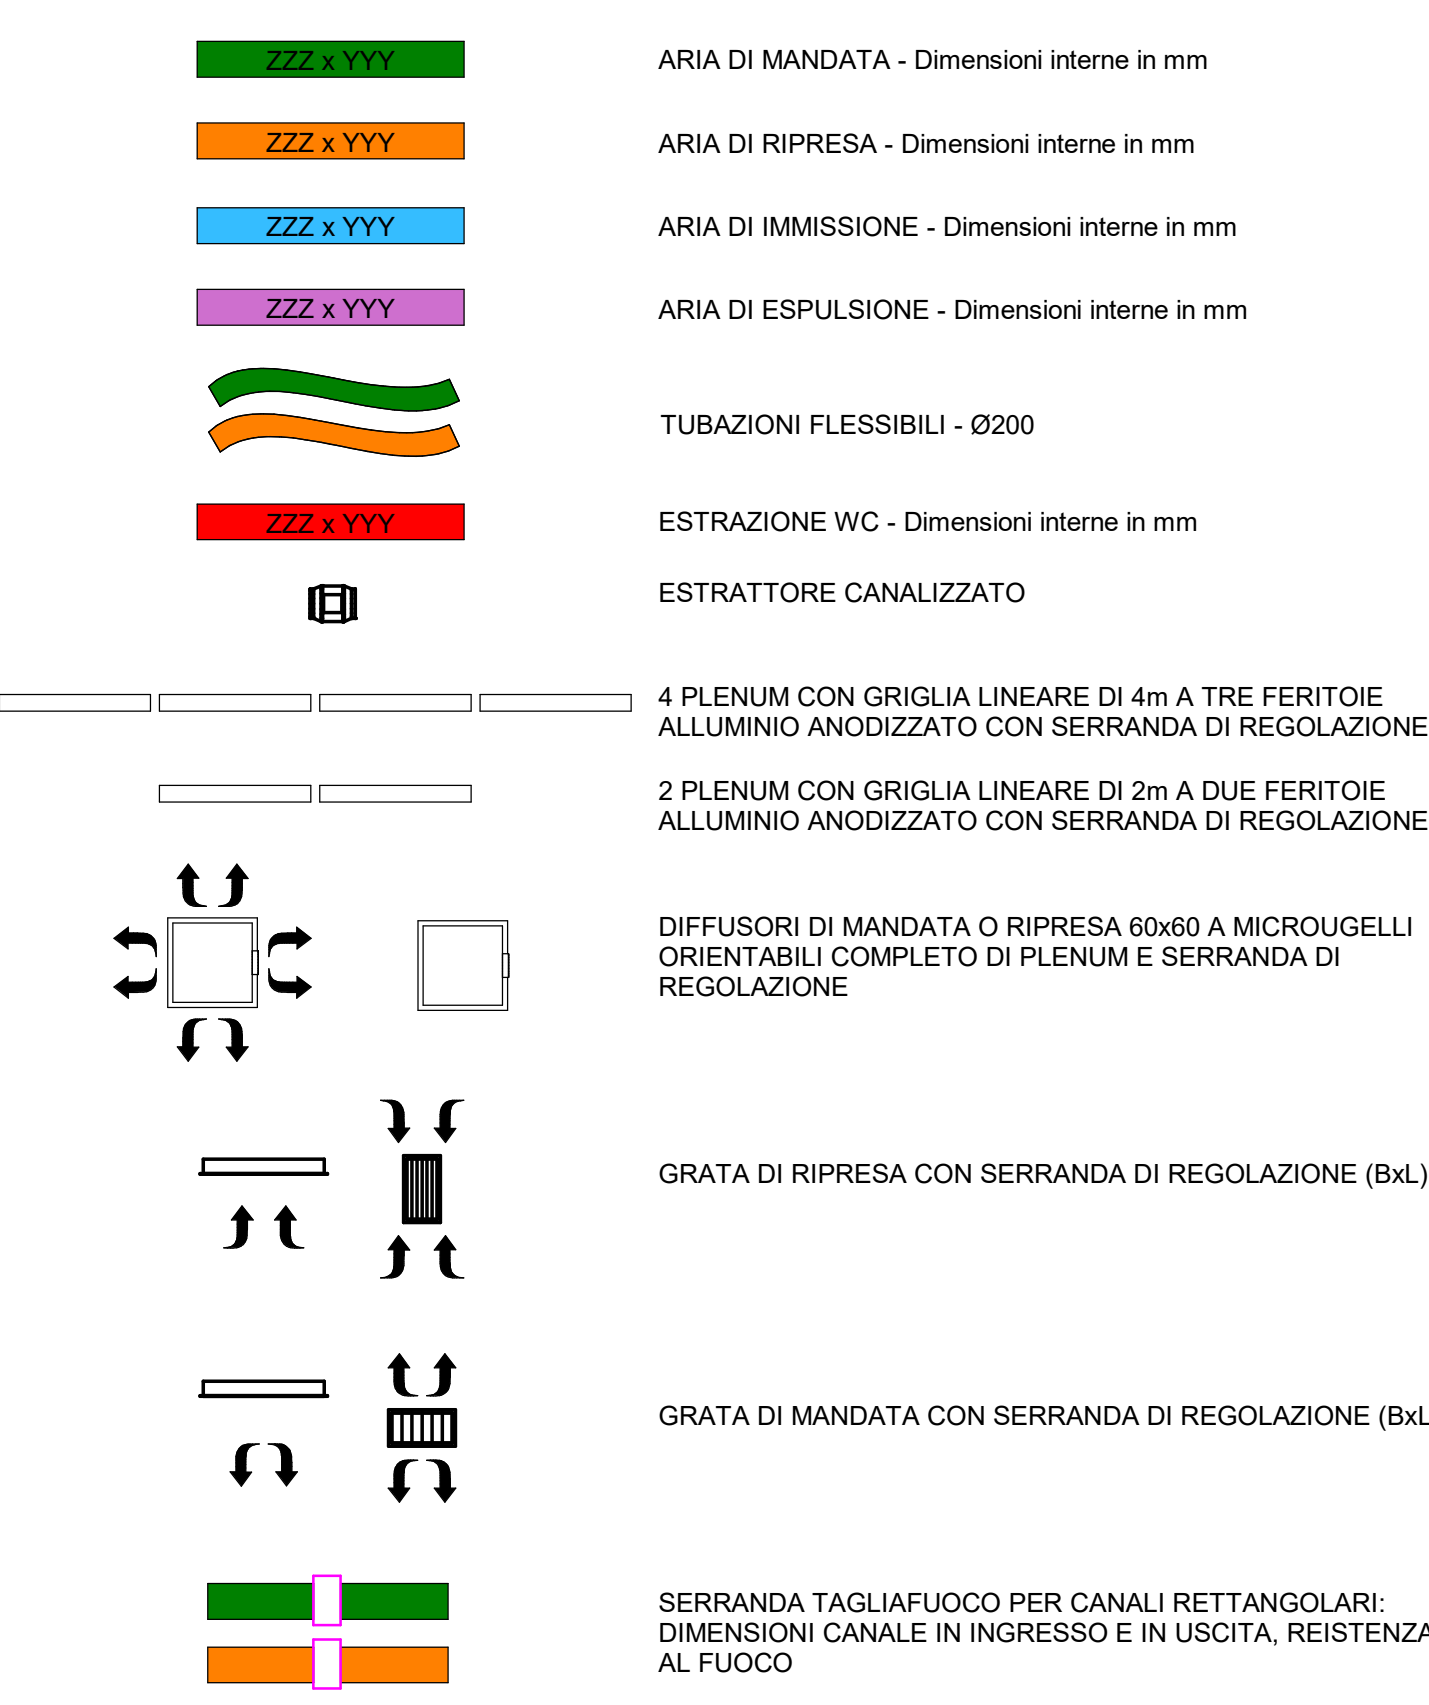 ZZZ x YYY ARIA DI MANDATA - Dimensioni interne in mm
ZZZ x YYY ARIA DI RIPRESA - Dimensioni interne in mm
ZZZ x YYY ARIA DI IMMISSIONE - Dimensioni interne in mm
ZZZ x YYY ARIA DI ESPULSIONE - Dimensioni interne in mm
TUBAZIONI FLESSIBILI - Ø200
ZZZ x YYY ESTRAZIONE WC - Dimensioni interne in mm
ESTRATTORE CANALIZZATO
4 PLENUM CON GRIGLIA LINEARE DI 4m A TRE FERITOIE
ALLUMINIO ANODIZZATO CON SERRANDA DI REGOLAZIONE
2 PLENUM CON GRIGLIA LINEARE DI 2m A DUE FERITOIE
ALLUMINIO ANODIZZATO CON SERRANDA DI REGOLAZIONE
DIFFUSORI DI MANDATA O RIPRESA 60x60 A MICROUGELLI
ORIENTABILI COMPLETO DI PLENUM E SERRANDA DI
REGOLAZIONE
GRATA DI RIPRESA CON SERRANDA DI REGOLAZIONE (BxL)
GRATA DI MANDATA CON SERRANDA DI REGOLAZIONE (BxL
SERRANDA TAGLIAFUOCO PER CANALI RETTANGOLARI:
DIMENSIONI CANALE IN INGRESSO E IN USCITA, REISTENZA
AL FUOCO